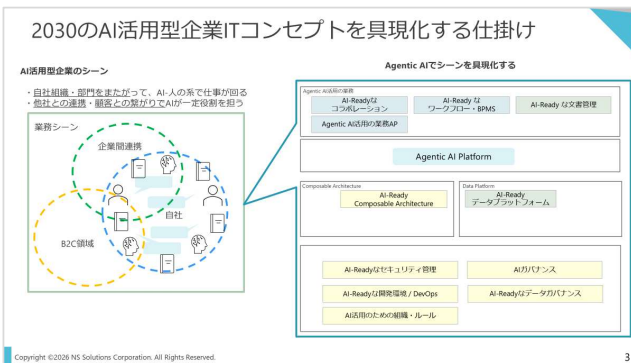 2030のAI活用型企業ITコンセプトを具現化する仕掛け
AI活用型企業のシーン
・自社組織・部門をまたがって、AI-人の糸で仕事が回る
・他社との連携・顧客との繋がりでAIが一定役割を担う
業務シーン
企業間連携
自社
B2C領域
Agentic AIでシーンを具現化する
Agentic AI活用の業務
AI-Readyな
コラボレーション
AI-Ready な
ワークフロー・BPMS
AI-Ready な文書管理
Agentic AI活用の業務AP
Agentic AI Platform
Composable Architecture
AI-Ready
Composable Architecture
Data Platform
AI-Ready
データプラットフォーム
AI-Readyなセキュリティ管理
AIガバナンス
AI-Readyな開発環境 / DevOps
AI-Readyなデータガバナンス
AI活用のための組織・ルール
Copyright ©2026 NS Solutions Corporation. All Rights Reserved.
3